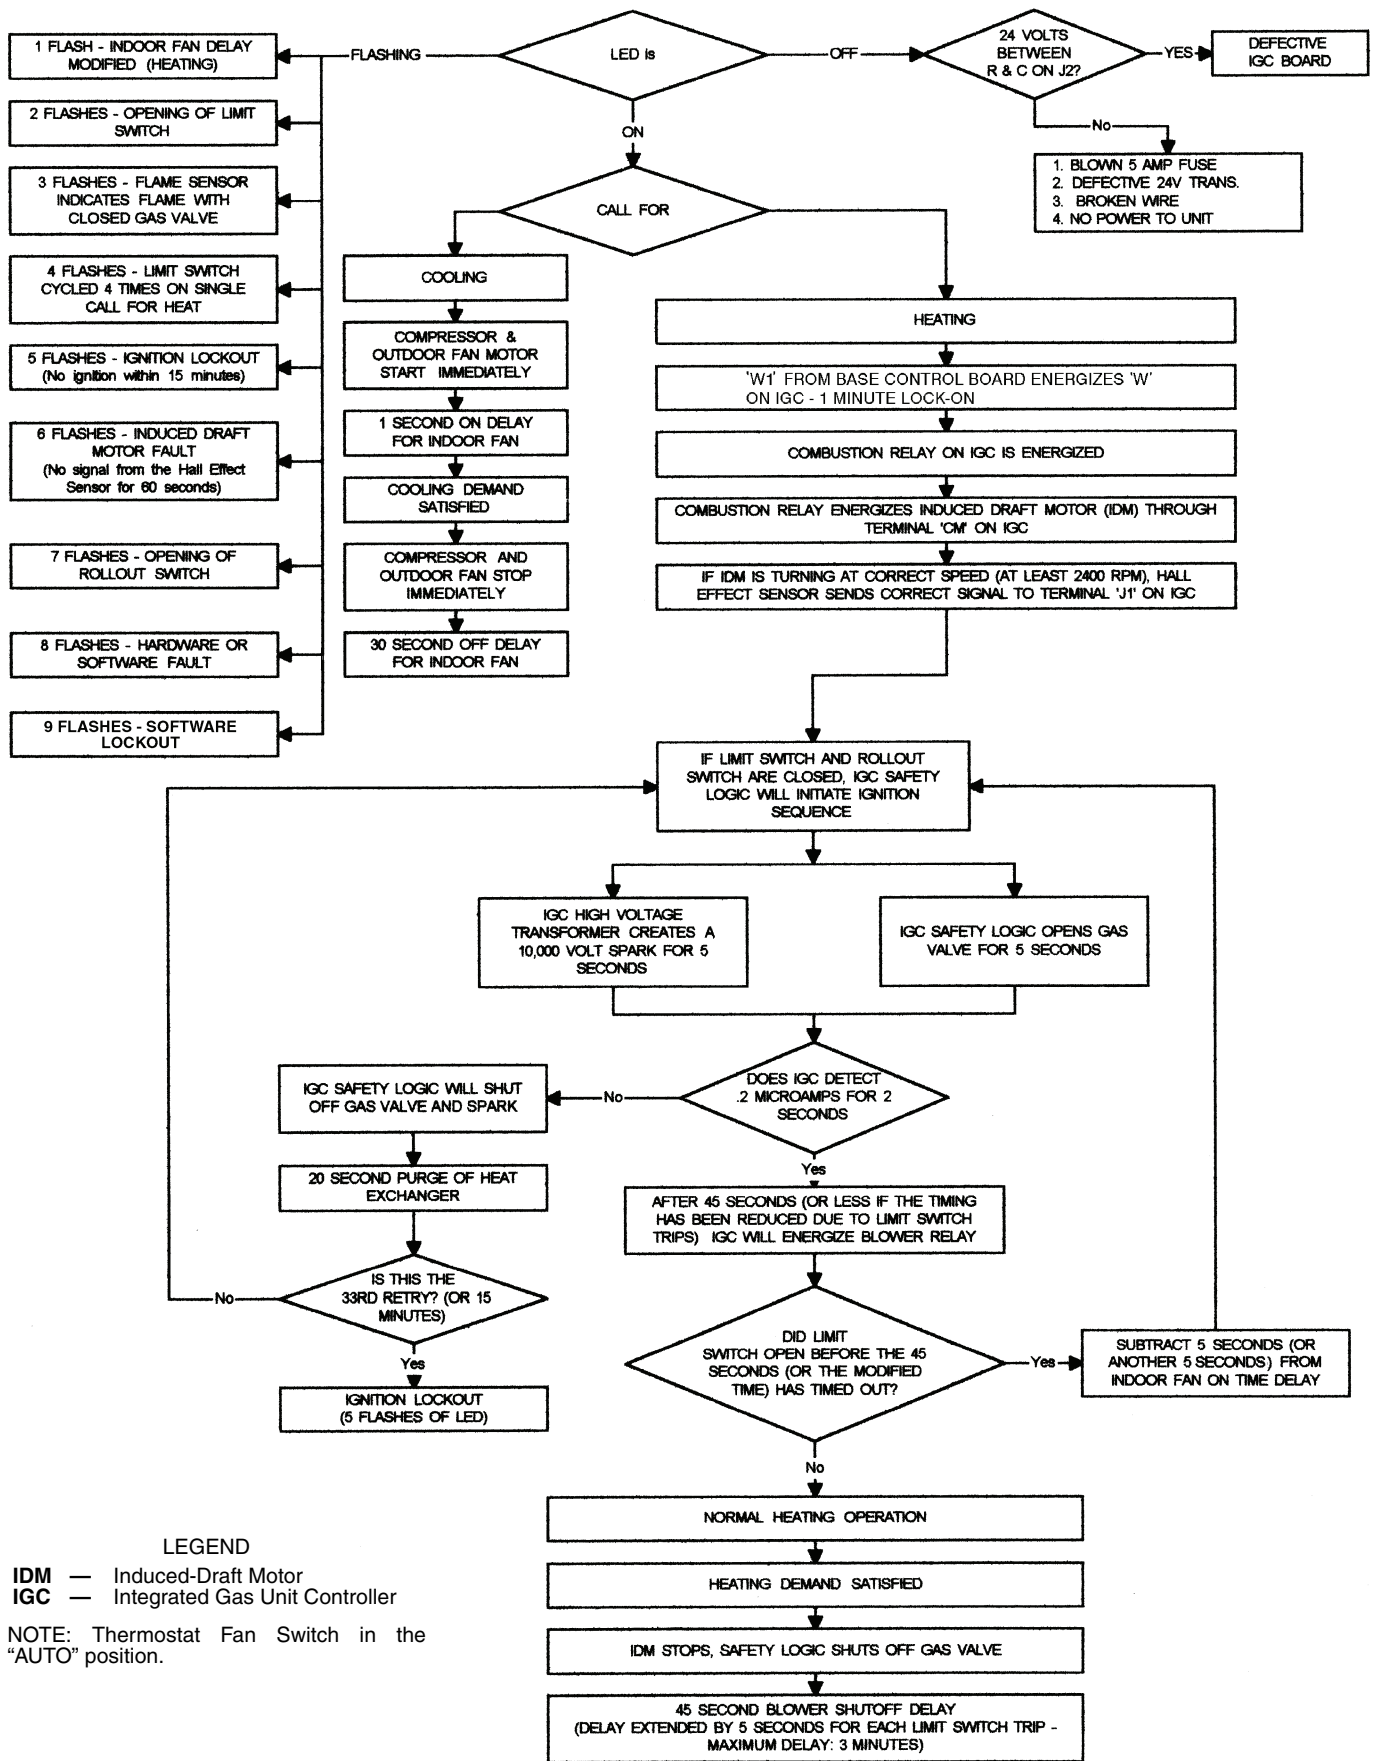 1 FLASH - INDOOR FAN DELAY
MODIFIED (HEATING)
FLASHING
LED is
OFF
24 VOLTS
BETWEEN
R & C ON J2?
YES
DEFECTIVE
IGC BOARD
2 FLASHES - OPENING OF LIMIT
SWITCH
ON
No
1. BLOWN 5 AMP FUSE
2. DEFECTIVE 24V TRANS.
3. BROKEN WIRE
4. NO POWER TO UNIT
3 FLASHES - FLAME SENSOR
INDICATES FLAME WITH
CLOSED GAS VALVE
CALL FOR
4 FLASHES - LIMIT SWITCH
CYCLED 4 TIMES ON SINGLE
CALL FOR HEAT
5 FLASHES - IGNITION LOCKOUT
(No ignition within 15 minutes)
6 FLASHES - INDUCED DRAFT
MOTOR FAULT
(No signal from the Hall Effect
Sensor for 60 seconds)
7 FLASHES - OPENING OF
ROLLOUT SWITCH
8 FLASHES - HARDWARE OR
SOFTWARE FAULT
9 FLASHES - SOFTWARE
LOCKOUT
COOLING
COMPRESSOR &
OUTDOOR FAN MOTOR
START IMMEDIATELY
1 SECOND ON DELAY
FOR INDOOR FAN
COOLING DEMAND
SATISFIED
COMPRESSOR AND
OUTDOOR FAN STOP
IMMEDIATELY
30 SECOND OFF DELAY
FOR INDOOR FAN
HEATING
'W1' FROM BASE CONTROL BOARD ENERGIZES 'W'
ON IGC - 1 MINUTE LOCK-ON
COMBUSTION RELAY ON IGC IS ENERGIZED
COMBUSTION RELAY ENERGIZES INDUCED DRAFT MOTOR (IDM) THROUGH
TERMINAL 'CM' ON IGC
IF IDM IS TURNING AT CORRECT SPEED (AT LEAST 2400 RPM), HALL
EFFECT SENSOR SENDS CORRECT SIGNAL TO TERMINAL 'J1' ON IGC
IF LIMIT SWITCH AND ROLLOUT
SWITCH ARE CLOSED, IGC SAFETY
LOGIC WILL INITIATE IGNITION
SEQUENCE
IGC HIGH VOLTAGE
TRANSFORMER CREATES A
10,000 VOLT SPARK FOR 5
SECONDS
IGC SAFETY LOGIC OPENS GAS
VALVE FOR 5 SECONDS
DOES IGC DETECT
.2 MICROAMPS FOR 2
SECONDS
No
IGC SAFETY LOGIC WILL SHUT
OFF GAS VALVE AND SPARK
20 SECOND PURGE OF HEAT
EXCHANGER
IS THIS THE
33RD RETRY? (OR 15
MINUTES)
No
Yes
IGNITION LOCKOUT
(5 FLASHES OF LED)
Yes
AFTER 45 SECONDS (OR LESS IF THE TIMING
HAS BEEN REDUCED DUE TO LIMIT SWITCH
TRIPS) IGC WILL ENERGIZE BLOWER RELAY
DID LIMIT
SWITCH OPEN BEFORE THE 45
SECONDS (OR THE MODIFIED
TIME) HAS TIMED OUT?
Yes
SUBTRACT 5 SECONDS (OR
ANOTHER 5 SECONDS) FROM
INDOOR FAN ON TIME DELAY
No
NORMAL HEATING OPERATION
HEATING DEMAND SATISFIED
IDM STOPS, SAFETY LOGIC SHUTS OFF GAS VALVE
45 SECOND BLOWER SHUTOFF DELAY
(DELAY EXTENDED BY 5 SECONDS FOR EACH LIMIT SWITCH TRIP -
MAXIMUM DELAY: 3 MINUTES)
LEGEND
IDM — Induced-Draft Motor
IGC — Integrated Gas Unit Controller
NOTE: Thermostat Fan Switch in the
“AUTO” position.